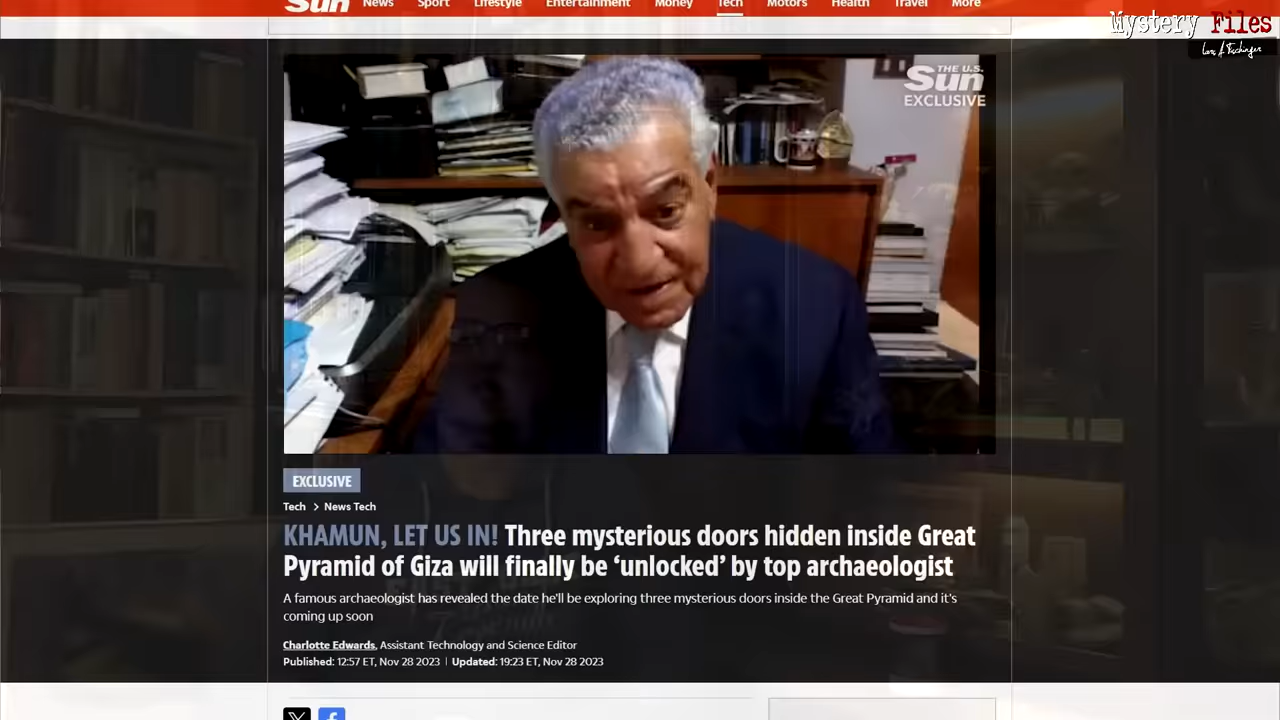 Sun
News
Sport
Lifestyle
Entertainment
Money
Tech
Motors
Health
Travel
More
Mystery Files
THE U.S.
Sun
EXCLUSIVE
EXCLUSIVE
Tech > News Tech
KHAMUN, LET US IN! Three mysterious doors hidden inside Great
Pyramid of Giza will finally be ‘unlocked’ by top archaeologist
A famous archaeologist has revealed the date he'll be exploring three mysterious doors inside the Great Pyramid and it's
coming up soon
Charlotte Edwards, Assistant Technology and Science Editor
Published: 12:57 ET, Nov 28 2023 | Updated: 19:23 ET, Nov 28 2023